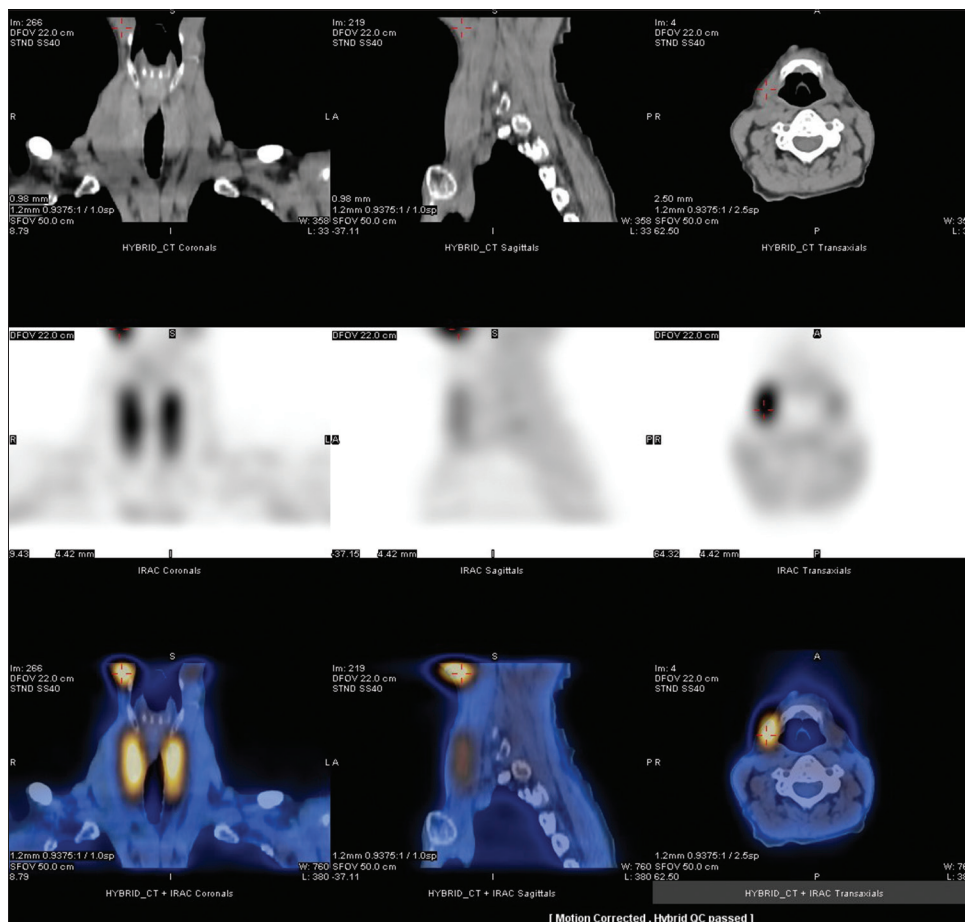 S
Im: 266
DFOV 22.0 cm
STND SS40
R
L
0.98 mm
1.2mm 0.9375:1 / 1.0sp
SFOV 50.0 cm
8.79
W: 358
L: 33
I
HYBRID_CT Coronals
S
Im: 219
DFOV 22.0 cm
STND SS40
A
P
0.98 mm
1.2mm 0.9375:1 / 1.0sp
SFOV 50.0 cm
-37.11
W: 358
L: 33
I
HYBRID_CT Sagittals
A
Im: 4
DFOV 22.0 cm
STND SS40
R
2.50 mm
1.2mm 0.9375:1 / 2.5sp
SFOV 50.0 cm
62.50
P
HYBRID_CT Transaxials
DFOV 22.0 cm
S
R
L
9.43
4.42 mm
I
IRAC Coronals
DFOV 22.0 cm
S
A
P
-37.15
4.42 mm
I
IRAC Sagittals
DFOV 22.0 cm
A
R
64.32
4.42 mm
P
IRAC Transaxials
S
Im: 266
DFOV 22.0 cm
STND SS40
R
L
1.2mm 0.9375:1 / 1.0sp
SFOV 50.0 cm
8.79
W: 760
L: 380
I
HYBRID_CT + IRAC Coronals
S
Im: 219
DFOV 22.0 cm
STND SS40
A
P
1.2mm 0.9375:1 / 1.0sp
SFOV 50.0 cm
-37.11
W: 760
L: 380
I
HYBRID_CT + IRAC Sagittals
A
Im: 4
DFOV 22.0 cm
STND SS40
R
1.2mm 0.9375:1 / 2.5sp
SFOV 50.0 cm
62.50
P
HYBRID_CT + IRAC Transaxials
[ Motion Corrected , Hybrid QC passed ]